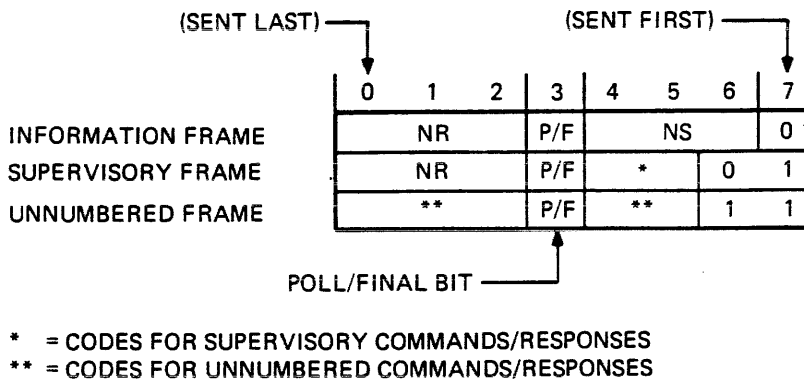 (SENT LAST) (SENT FIRST)
0 1 2 3 4 5 6 7
INFORMATION FRAME NR P/F NS 0
SUPERVISORY FRAME NR P/F * 0 1
UNNUMBERED FRAME ** P/F ** 1 1
POLL/FINAL BIT
* = CODES FOR SUPERVISORY COMMANDS/RESPONSES
** = CODES FOR UNNUMBERED COMMANDS/RESPONSES